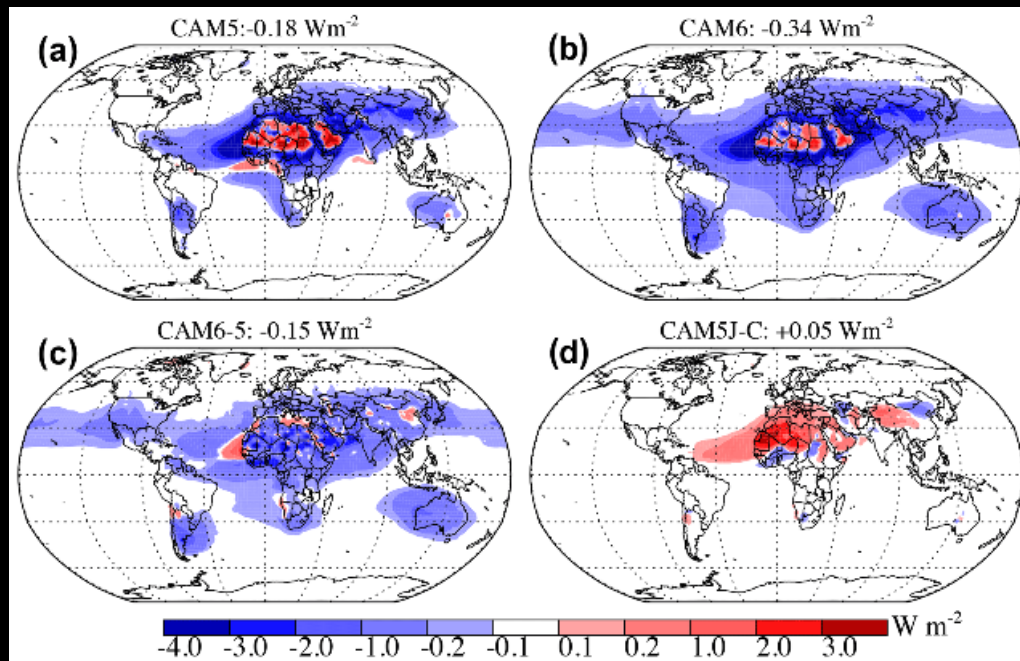 (a) CAM5:-0.18 Wm⁻²
(b) CAM6: -0.34 Wm⁻²
(c) CAM6-5: -0.15 Wm⁻²
(d) CAM5J-C: +0.05 Wm⁻²
W m⁻²
-4.0 -3.0 -2.0 -1.0 -0.2 -0.1 0.1 0.2 1.0 2.0 3.0